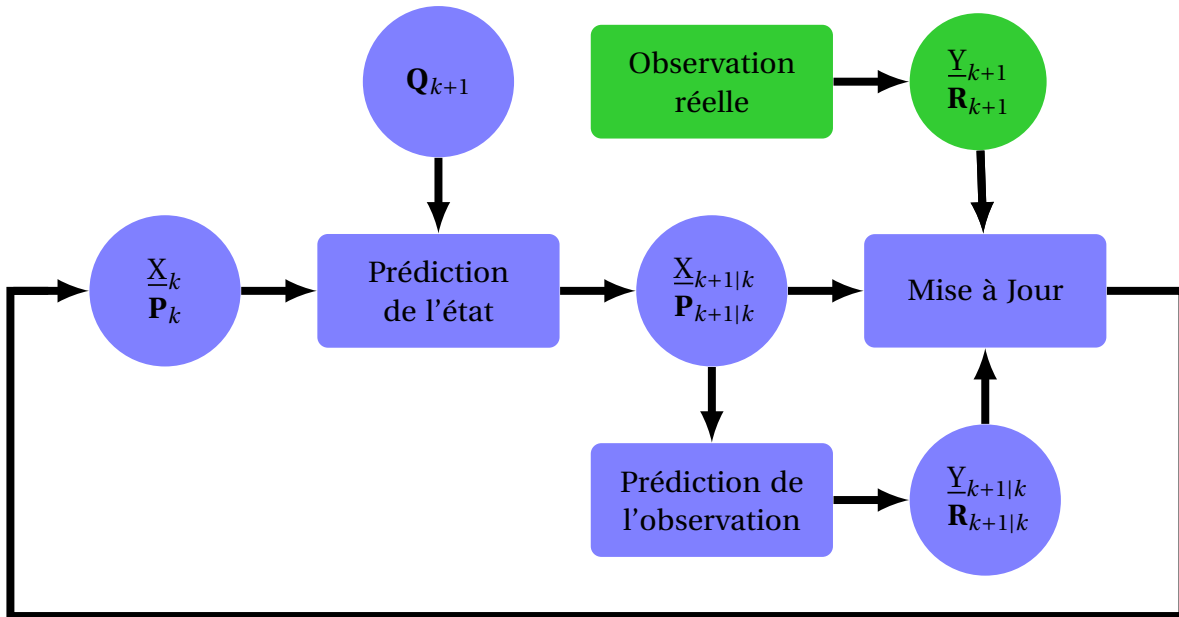 Q_{k+1}
Observation
réelle
Y_{k+1}
R_{k+1}
X_k
P_k
Prédiction
de l'état
X_{k+1|k}
P_{k+1|k}
Mise à Jour
Prédiction de
l'observation
Y_{k+1|k}
R_{k+1|k}